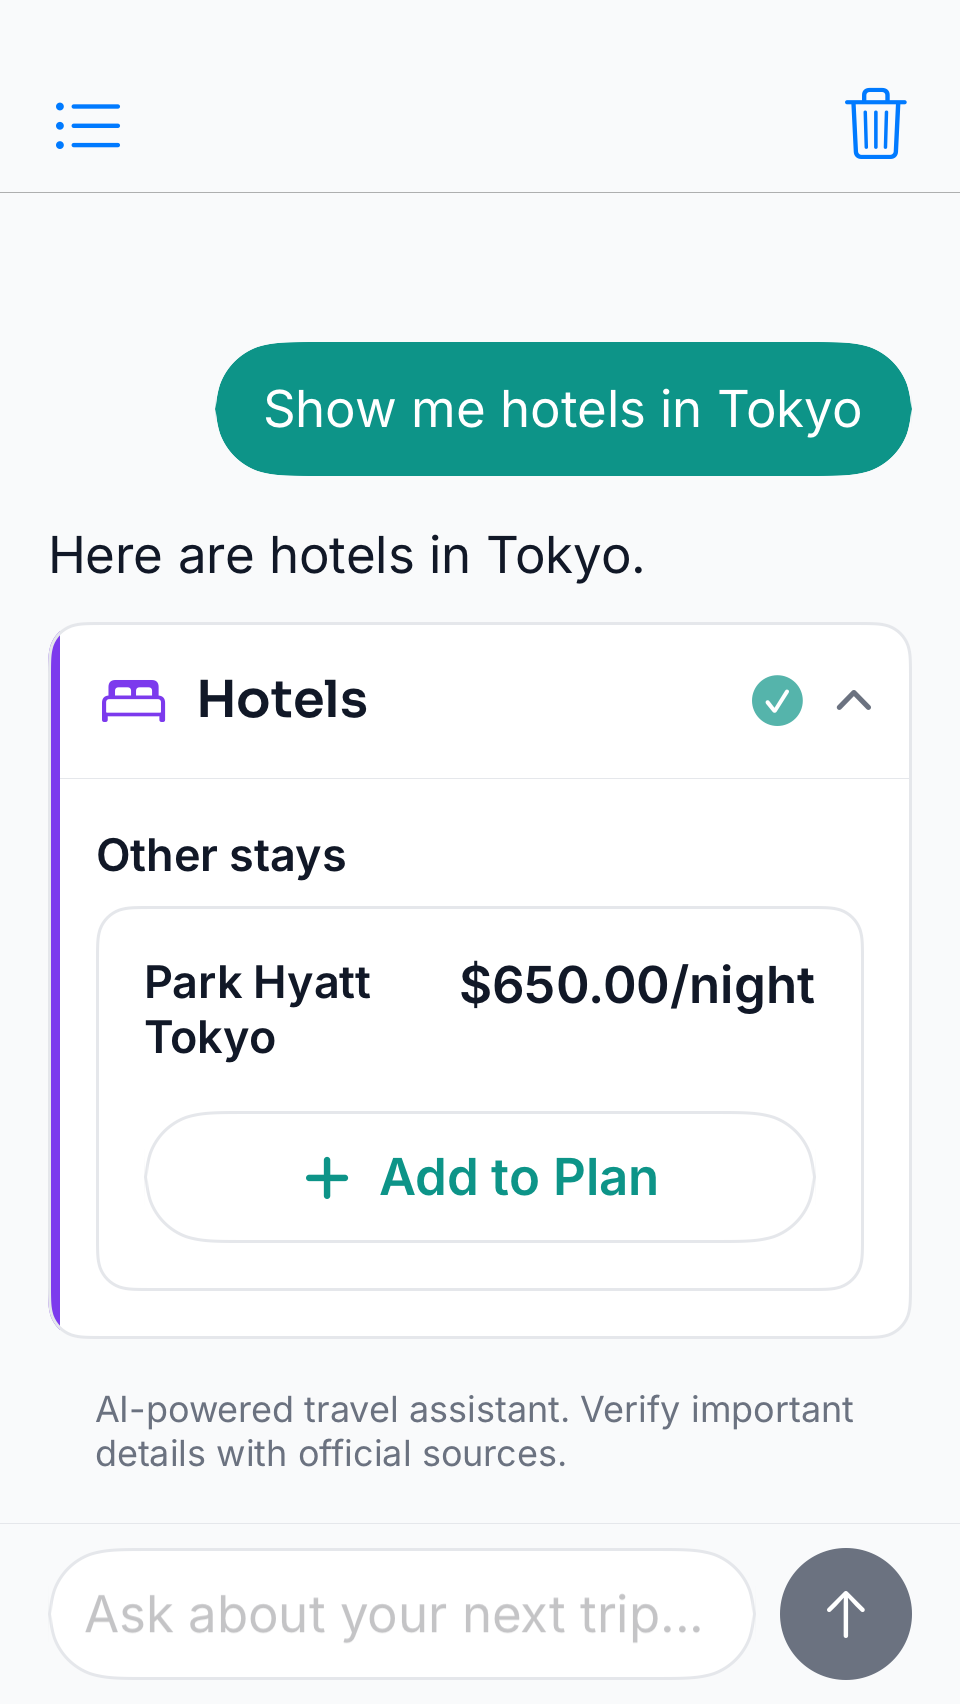 Show me hotels in Tokyo
Here are hotels in Tokyo.
Hotels
Other stays
Park Hyatt
Tokyo
$650.00/night
Add to Plan
AI-powered travel assistant. Verify important
details with official sources.
Ask about your next trip...